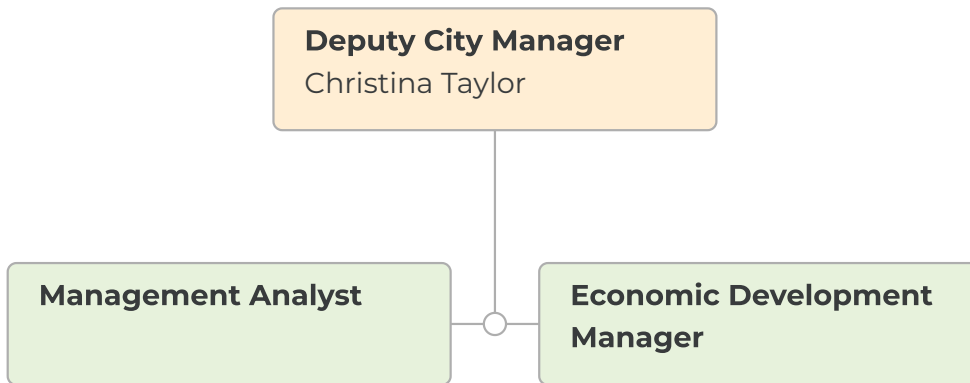 Deputy City Manager
Christina Taylor
Management Analyst
Economic Development
Manager